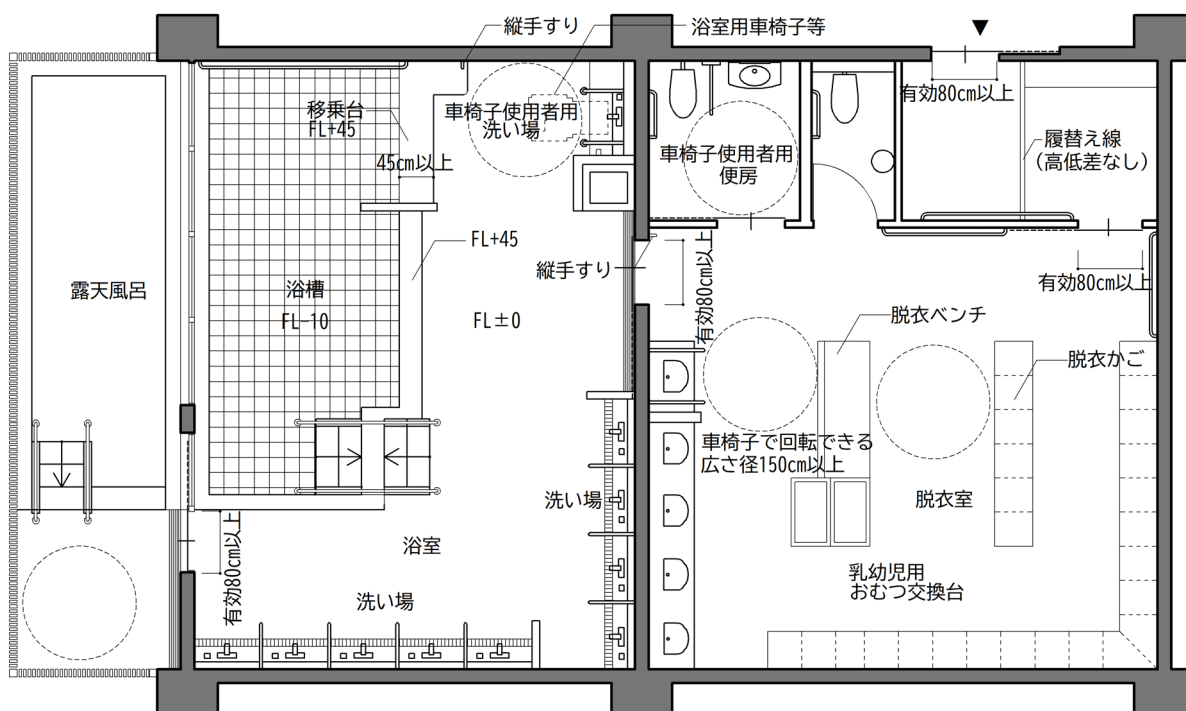 縦手すり
浴室用車椅子等
▼
有効80cm以上
移乗台
FL+45
車椅子使用者用
洗い場
45cm以上
車椅子使用者用
便房
履替え線
（高低差なし）
FL+45
縦手すり
有効80cm以上
有効80cm以上
露天風呂
浴槽
FL-10
FL±0
脱衣ベンチ
脱衣かご
車椅子で回転できる
広さ径150cm以上
洗い場
脱衣室
有効80cm以上
浴室
乳幼児用
おむつ交換台
洗い場